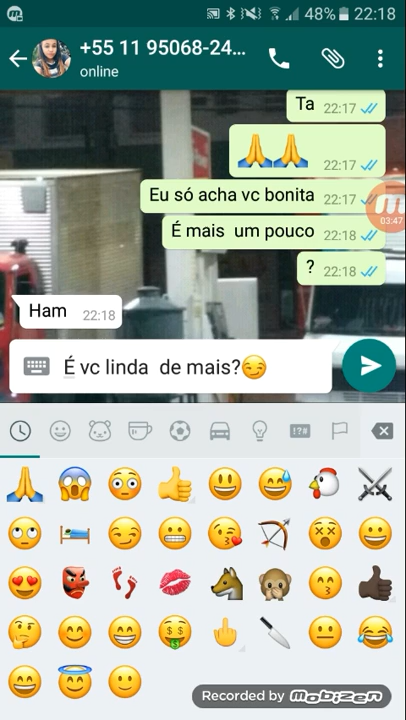 48% 22:18
+55 11 95068-24...
online
Ta 22:17
22:17
Eu só acha vc bonita 22:17
03:47
É mais um pouco 22:18
? 22:18
Ham 22:18
É vc linda de mais?😏
!?#
Recorded by mobizen